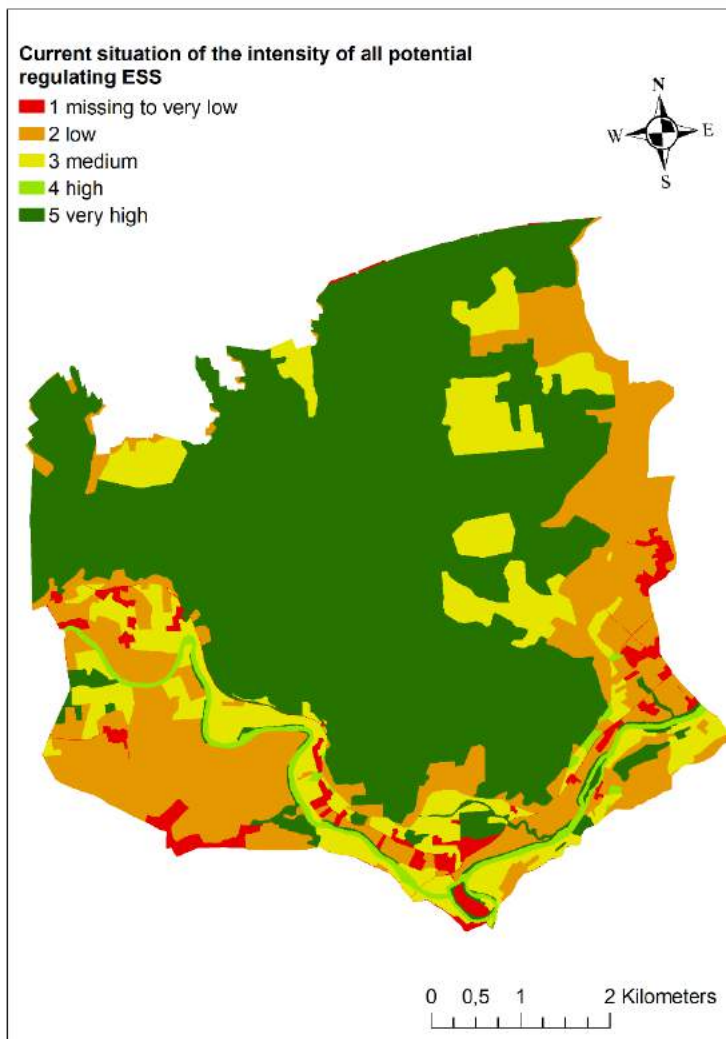 Current situation of the intensity of all potential
regulating ESS
1 missing to very low
2 low
3 medium
4 high
5 very high
N
W E
S
0 0,5 1 2 Kilometers